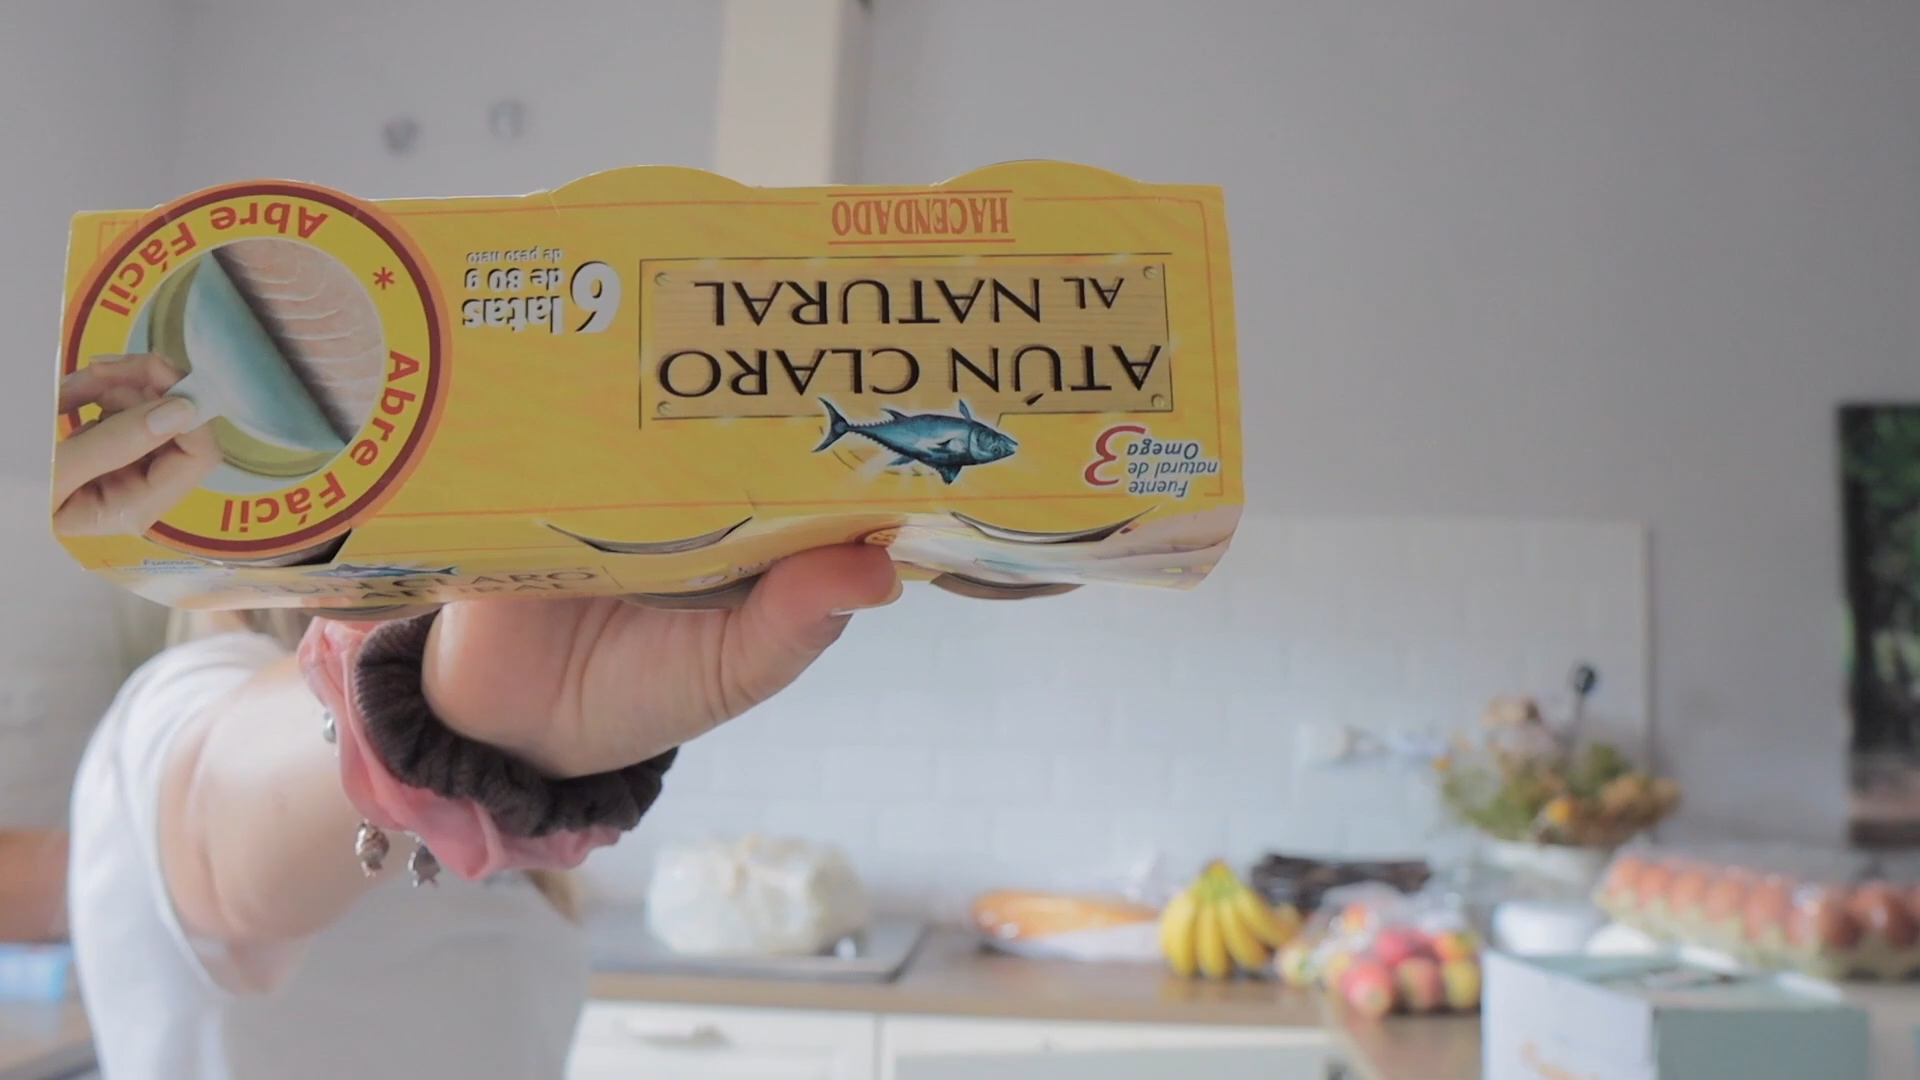 HACENDADO
ATÚN CLARO
AL NATURAL
6 latas
de 80 g
de peso neto
Fuente
natural de
Omega
3
* Abre Fácil
Abre Fácil